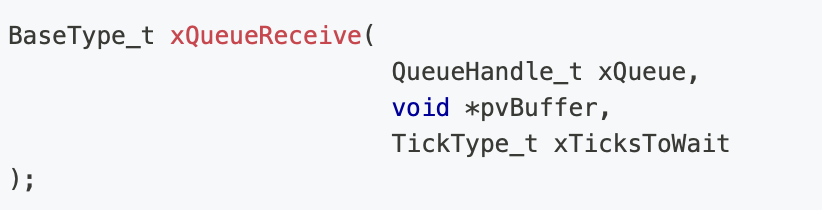 BaseType_t xQueueReceive(
QueueHandle_t xQueue,
void *pvBuffer,
TickType_t xTicksToWait
);